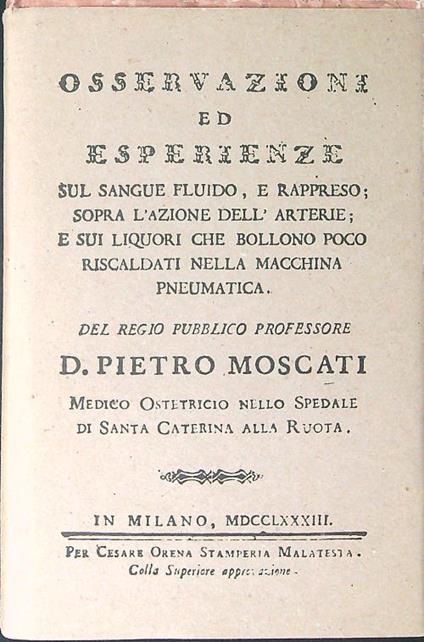 OSSERVAZIONI
ED
ESPERIENZE
SUL SANGUE FLUIDO, E RAPPRESO;
SOPRA L'AZIONE DELL' ARTERIE;
E SUI LIQUORI CHE BOLLONO POCO
RISCALDATI NELLA MACCHINA
PNEUMATICA.
DEL REGIO PUBBLICO PROFESSORE
D. PIETRO MOSCATI
MEDICO OSTETRICIO NELLO SPEDALE
DI SANTA CATERINA ALLA RUOTA.
IN MILANO, MDCCLXXXIII.
PER CESARE ORENA STAMPERIA MALATESTA.
Colla Superiore approvazione.